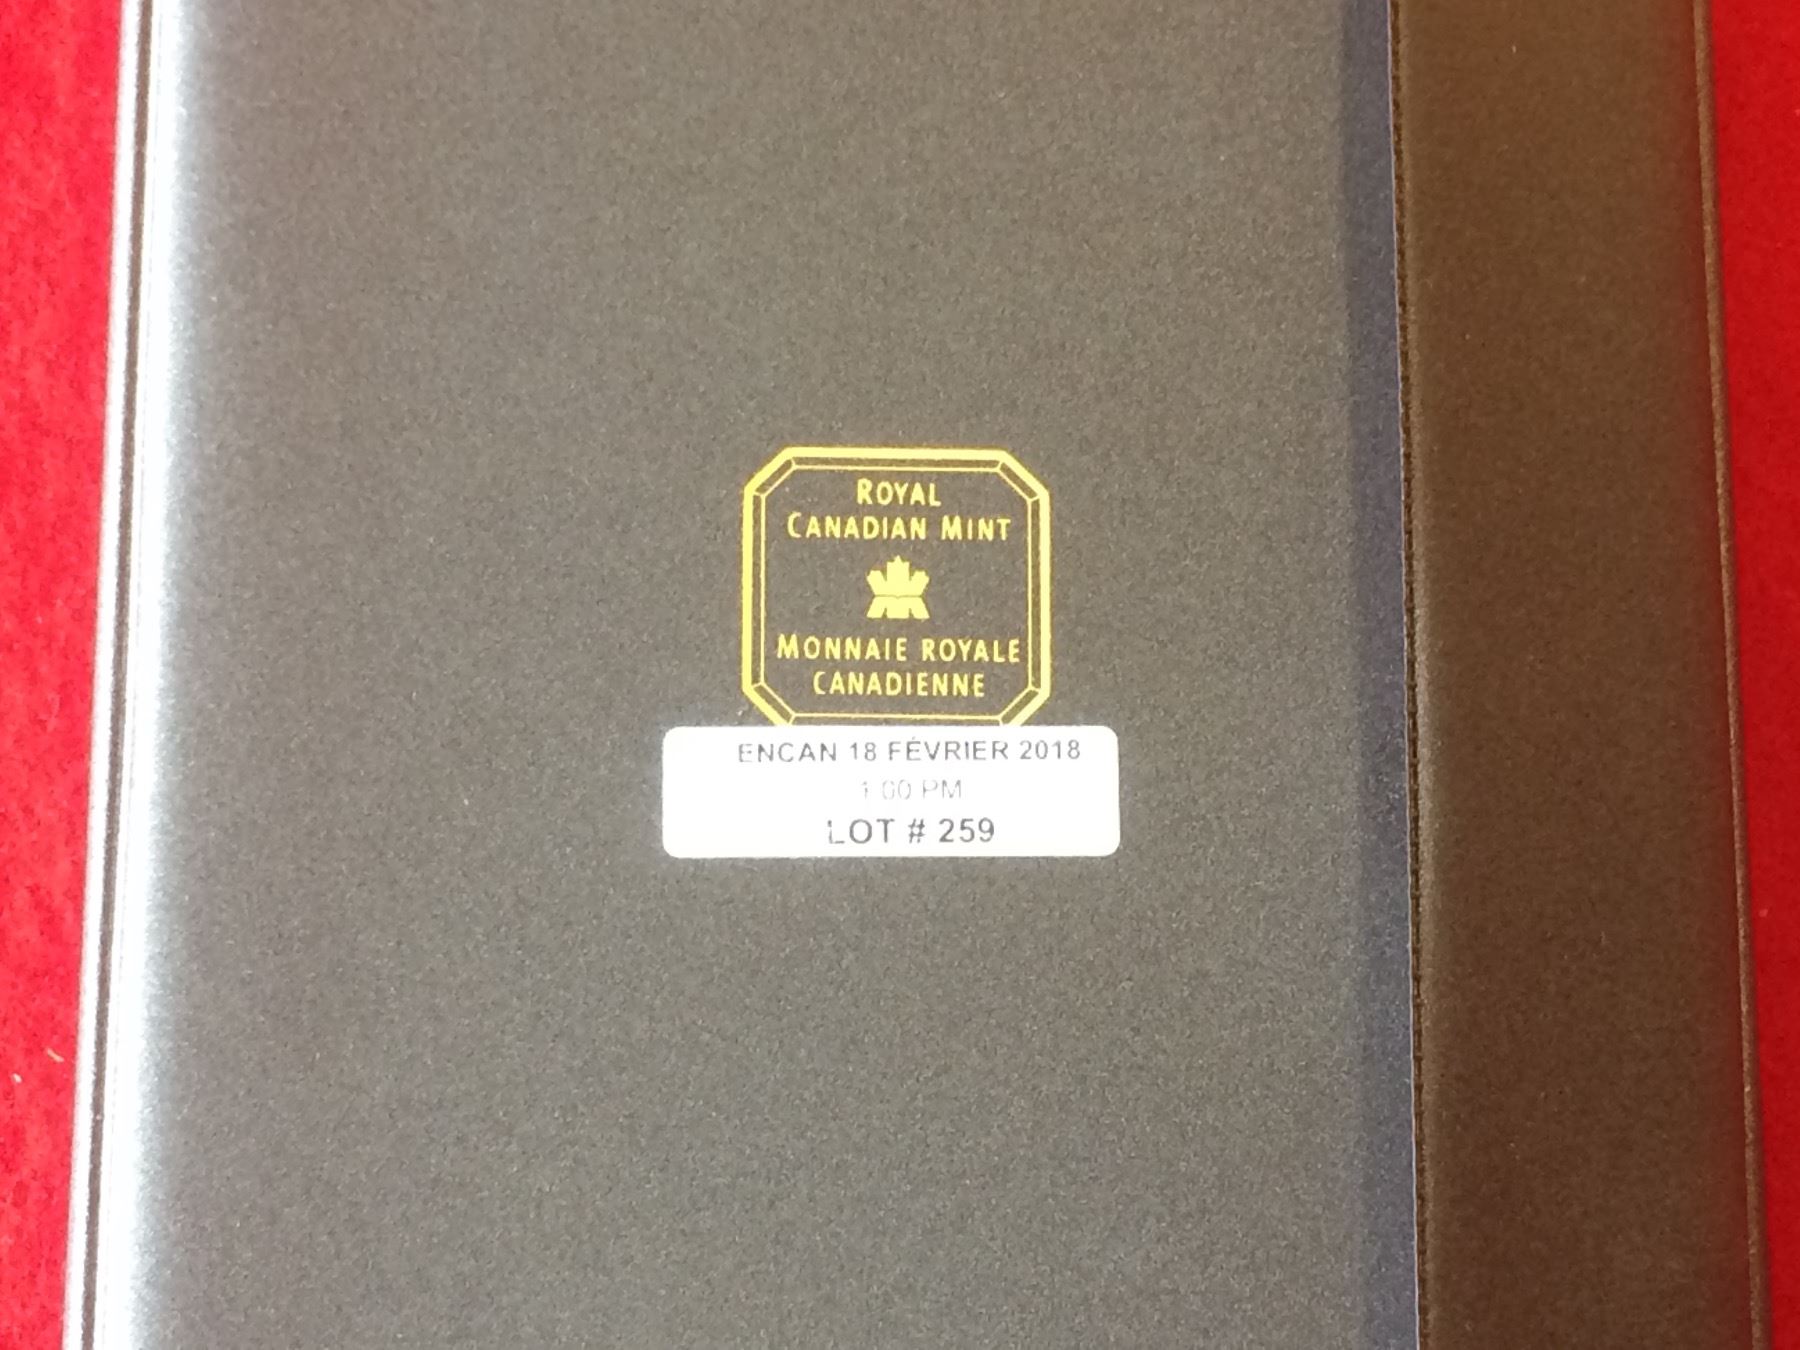 ROYAL
CANADIAN MINT
MONNAIE ROYALE
CANADIENNE
ENCAN 18 FÉVRIER 2018
1:00 PM
LOT # 259